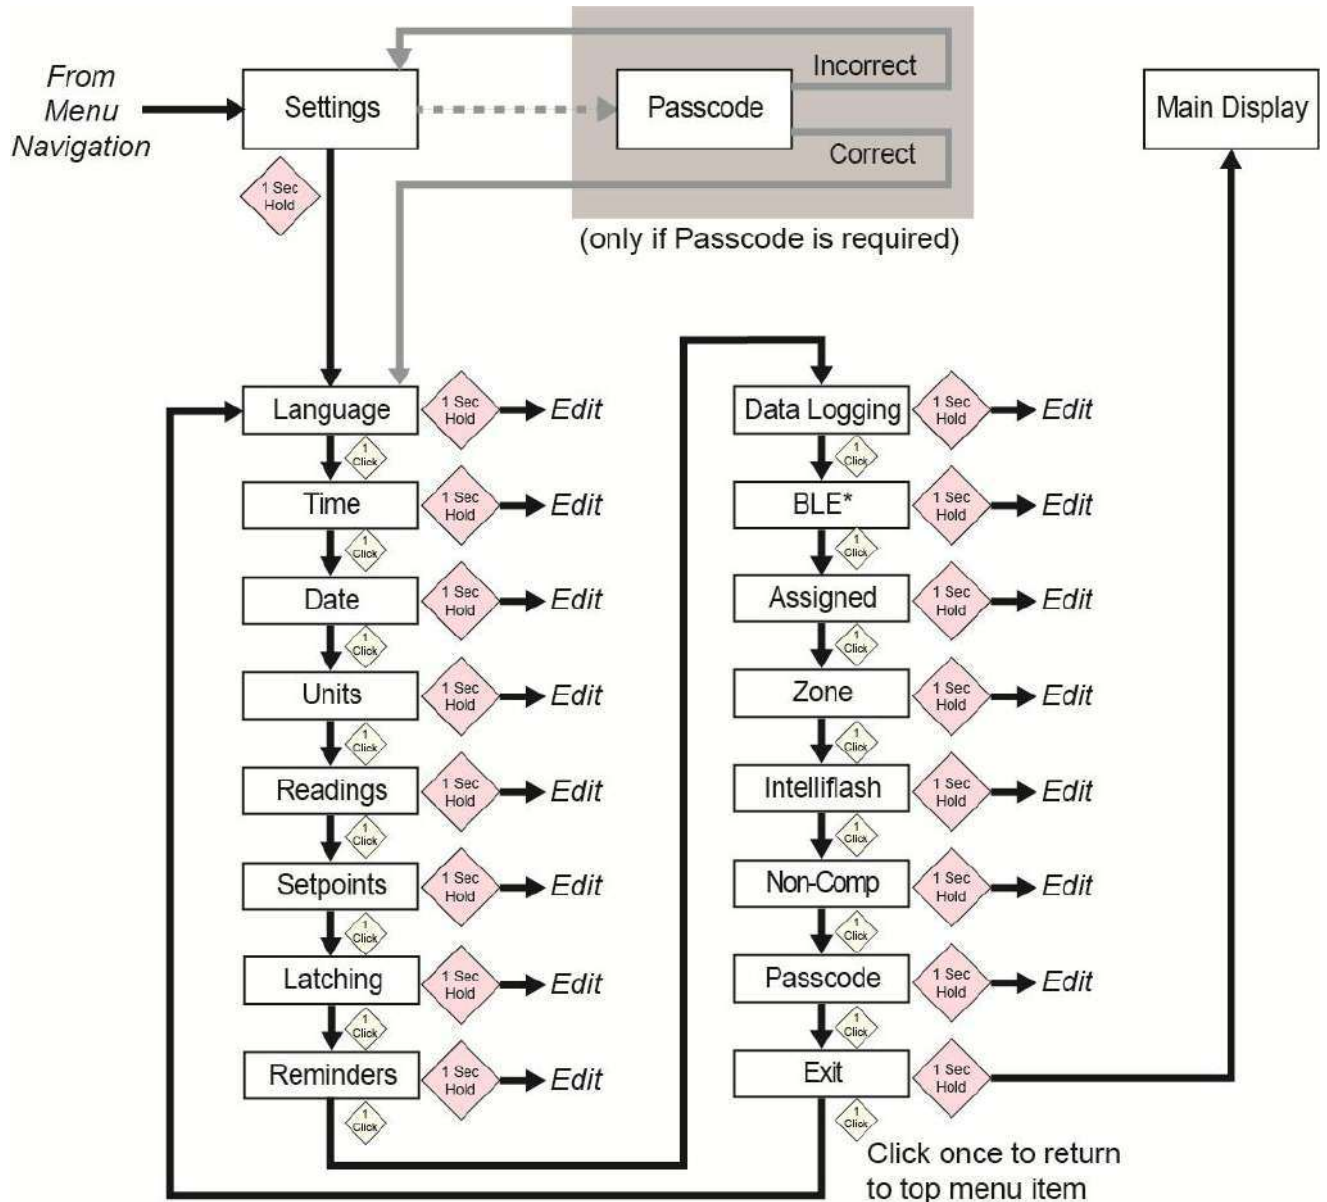 From
Menu
Navigation
Settings
1 Sec
Hold
Passcode
Incorrect
Correct
(only if Passcode is required)
Main Display
Language
1 Sec
Hold
Edit
1
Click
Time
1 Sec
Hold
Edit
1
Click
Date
1 Sec
Hold
Edit
1
Click
Units
1 Sec
Hold
Edit
1
Click
Readings
1 Sec
Hold
Edit
1
Click
Setpoints
1 Sec
Hold
Edit
1
Click
Latching
1 Sec
Hold
Edit
1
Click
Reminders
1 Sec
Hold
Edit
1
Click
Data Logging
1 Sec
Hold
Edit
1
Click
BLE*
1 Sec
Hold
Edit
1
Click
Assigned
1 Sec
Hold
Edit
1
Click
Zone
1 Sec
Hold
Edit
1
Click
Intelliflash
1 Sec
Hold
Edit
1
Click
Non-Comp
1 Sec
Hold
Edit
1
Click
Passcode
1 Sec
Hold
Edit
1
Click
Exit
1 Sec
Hold
1
Click
Click once to return
to top menu item